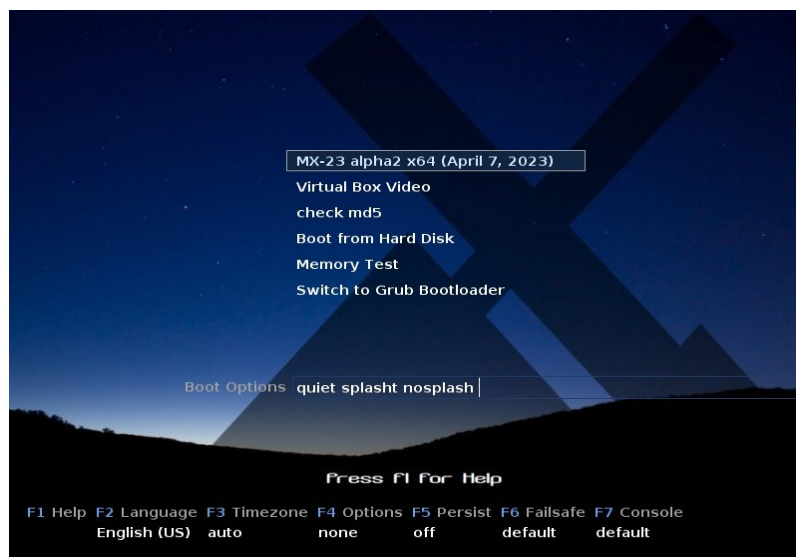 MX-23 alpha2 x64 (April 7, 2023)
Virtual Box Video
check md5
Boot from Hard Disk
Memory Test
Switch to Grub Bootloader
Boot Options quiet splasht nosplash
Press F1 for Help
F1 Help F2 Language F3 Timezone F4 Options F5 Persist F6 Failsafe F7 Console
English (US) auto none off default default